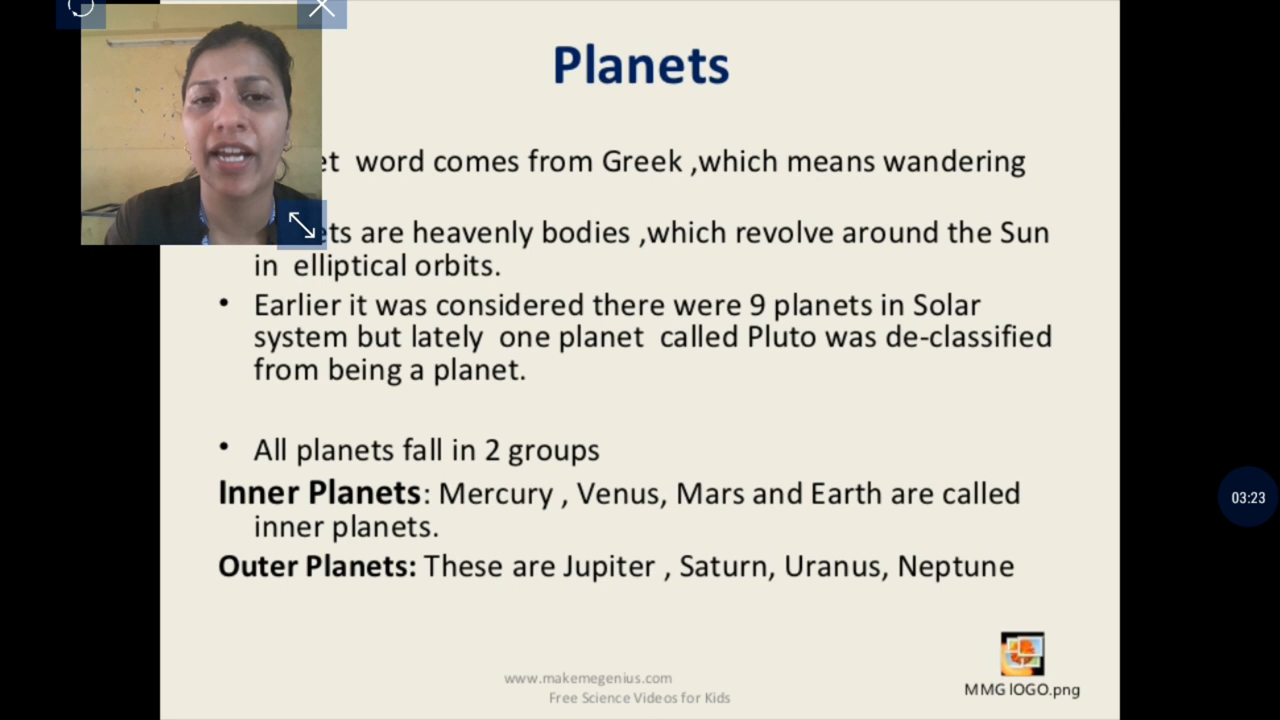 Planets
et word comes from Greek ,which means wandering
ets are heavenly bodies ,which revolve around the Sun
in elliptical orbits.
• Earlier it was considered there were 9 planets in Solar
system but lately one planet called Pluto was de-classified
from being a planet.
• All planets fall in 2 groups
Inner Planets: Mercury , Venus, Mars and Earth are called
inner planets.
Outer Planets: These are Jupiter , Saturn, Uranus, Neptune
03:23
www.makemegenius.com
Free Science Videos for Kids
MMG lOGO.png